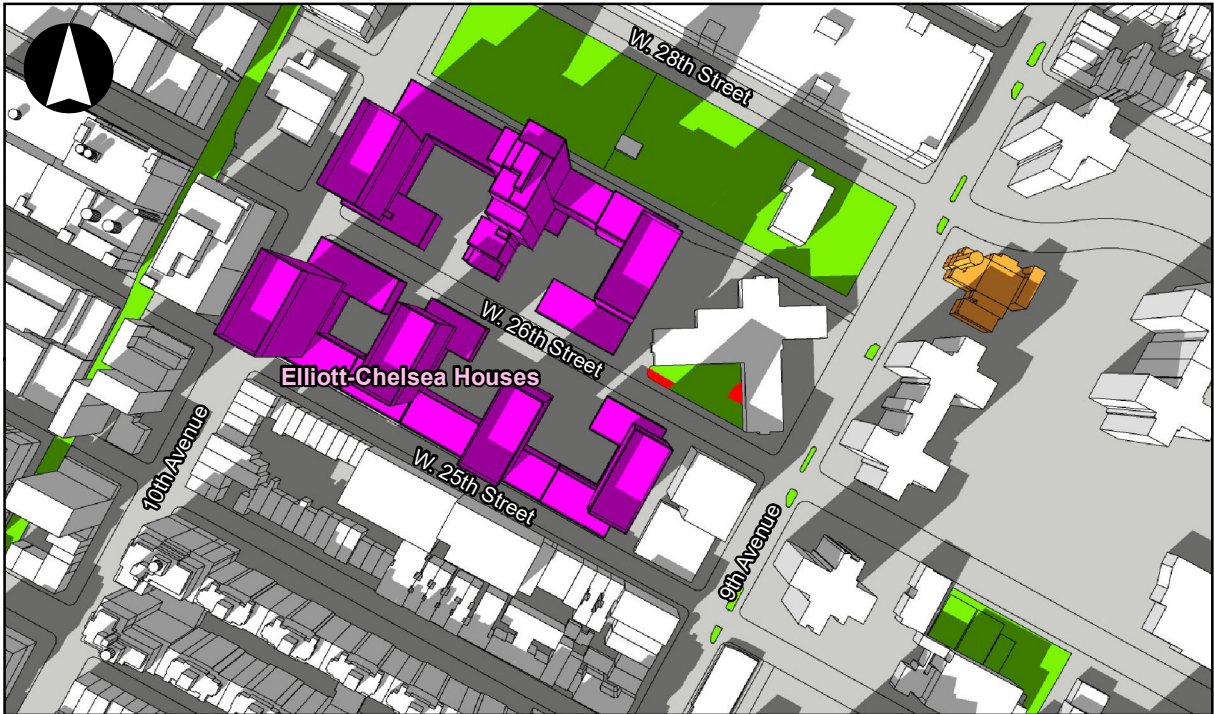 W. 28th Street
W. 26th Street
Elliott-Chelsea Houses
10th Avenue
W. 25th Street
9th Avenue